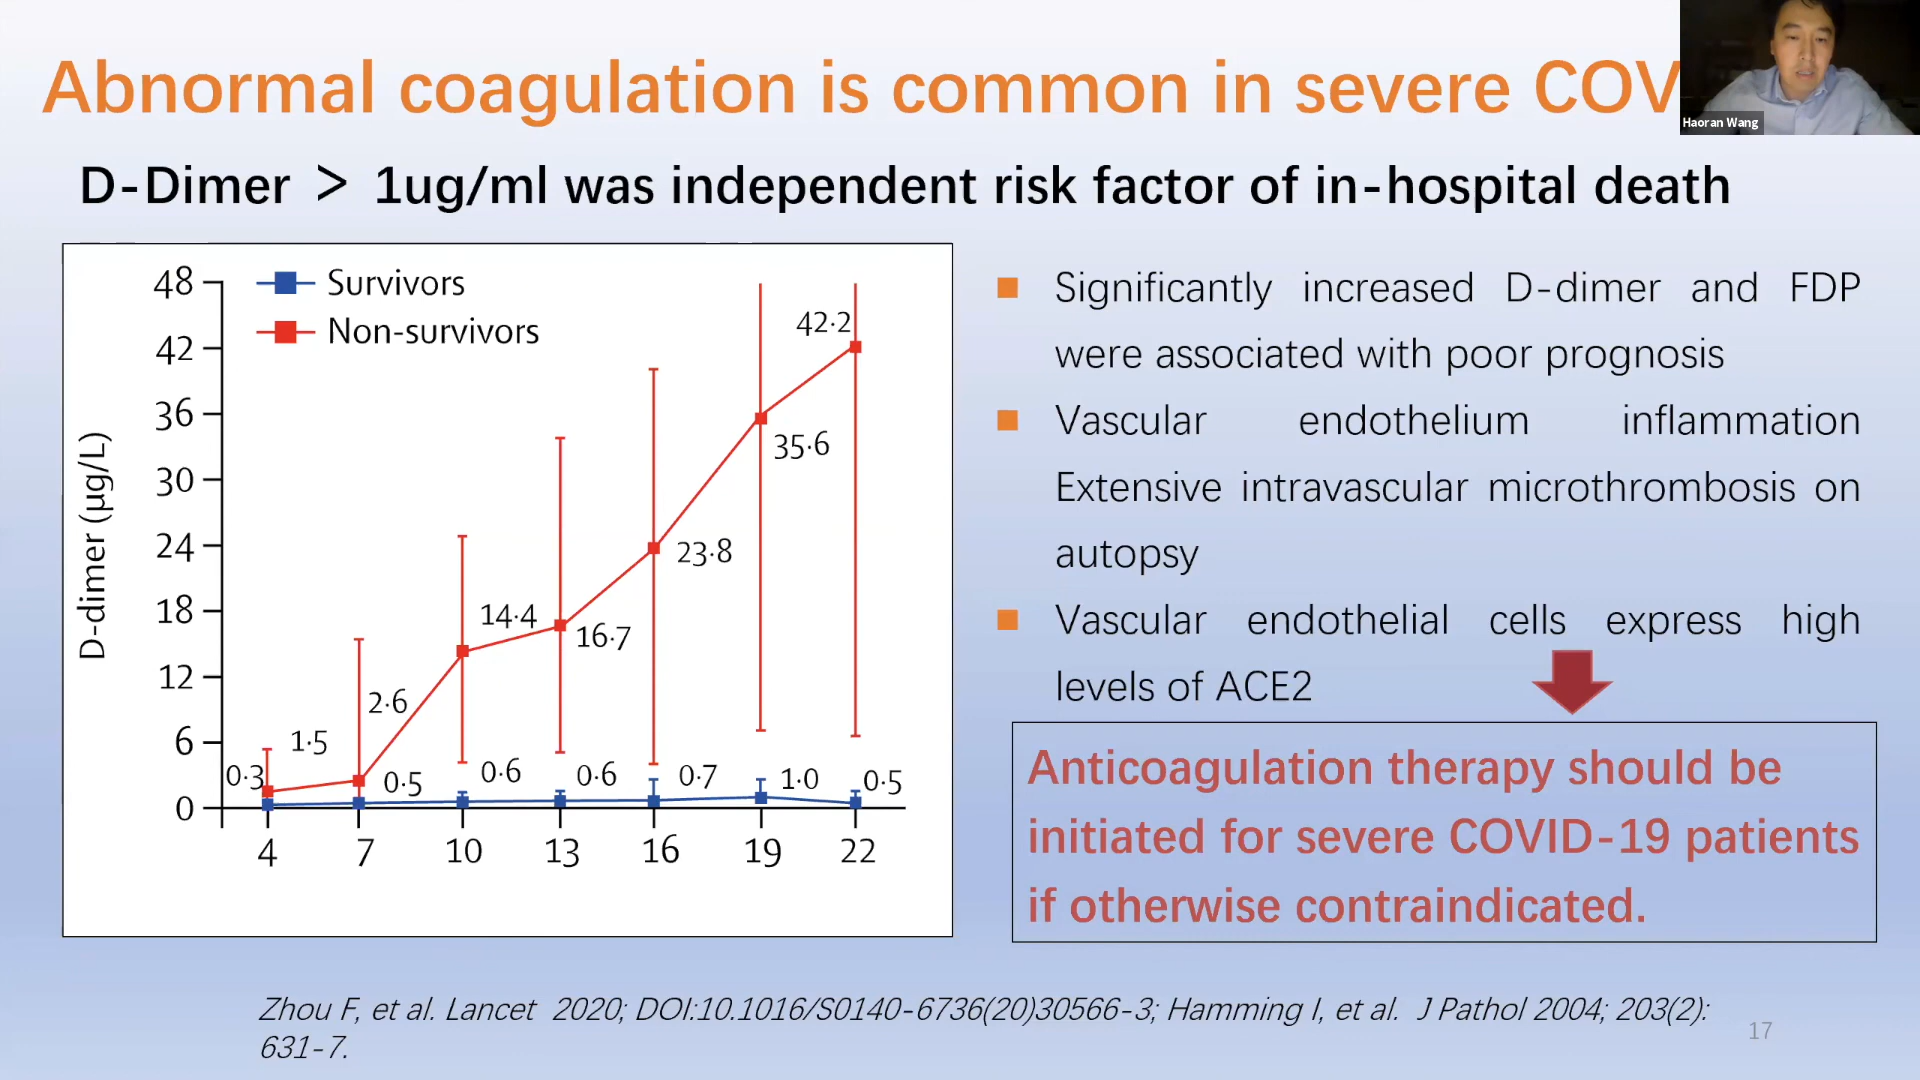 Abnormal coagulation is common in severe COV
Haoran Wang
D-Dimer > 1ug/ml was independent risk factor of in-hospital death
Survivors
Non-survivors
D-dimer (µg/L)
48
42
36
30
24
18
12
6
0
0·3
1·5
2·6
14·4
16·7
23·8
35·6
42·2
0·5
0·6
0·6
0·7
1·0
0·5
4 7 10 13 16 19 22
Significantly increased D-dimer and FDP
were associated with poor prognosis
Vascular endothelium inflammation
Extensive intravascular microthrombosis on
autopsy
Vascular endothelial cells express high
levels of ACE2
Anticoagulation therapy should be
initiated for severe COVID-19 patients
if otherwise contraindicated.
Zhou F, et al. Lancet 2020; DOI:10.1016/S0140-6736(20)30566-3; Hamming I, et al. J Pathol 2004; 203(2):
631-7.
17